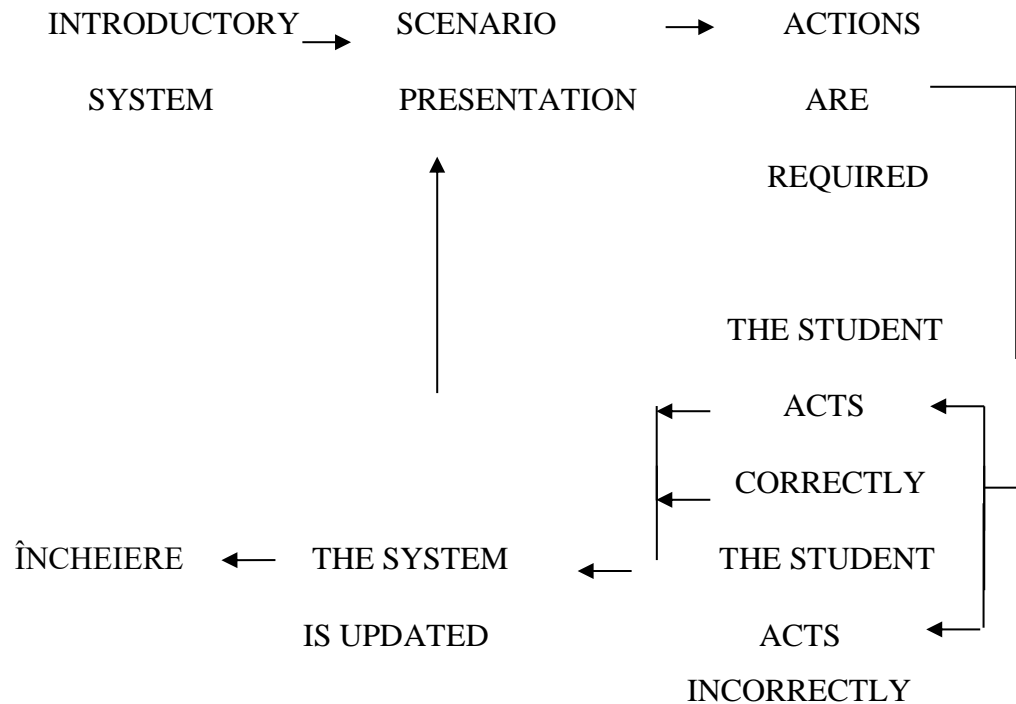 INTRODUCTORY SCENARIO ACTIONS
SYSTEM PRESENTATION ARE
REQUIRED
THE STUDENT
ACTS
CORRECTLY
ÎNCHEIERE THE SYSTEM THE STUDENT
IS UPDATED ACTS
INCORRECTLY